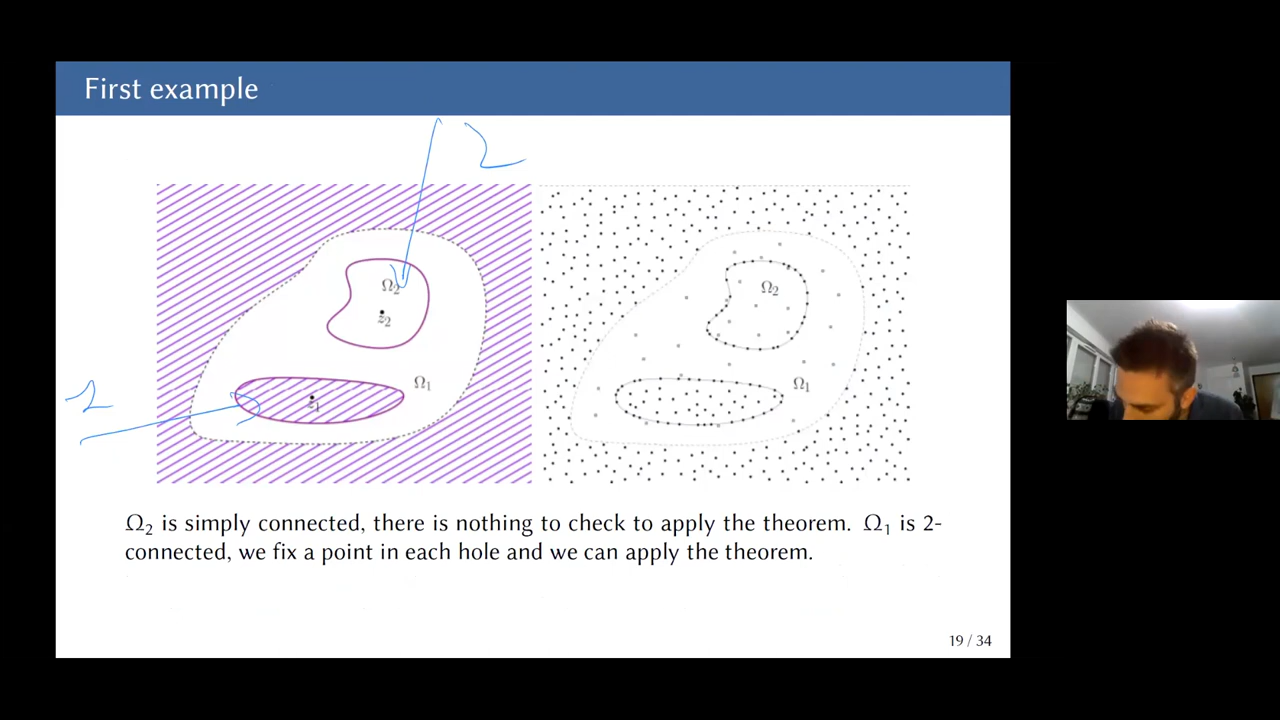 First example
2
Ω₂
z₂
Ω₁
z₁
1
Ω₂
Ω₁
Ω₂ is simply connected, there is nothing to check to apply the theorem. Ω₁ is 2-
connected, we fix a point in each hole and we can apply the theorem.
19 / 34